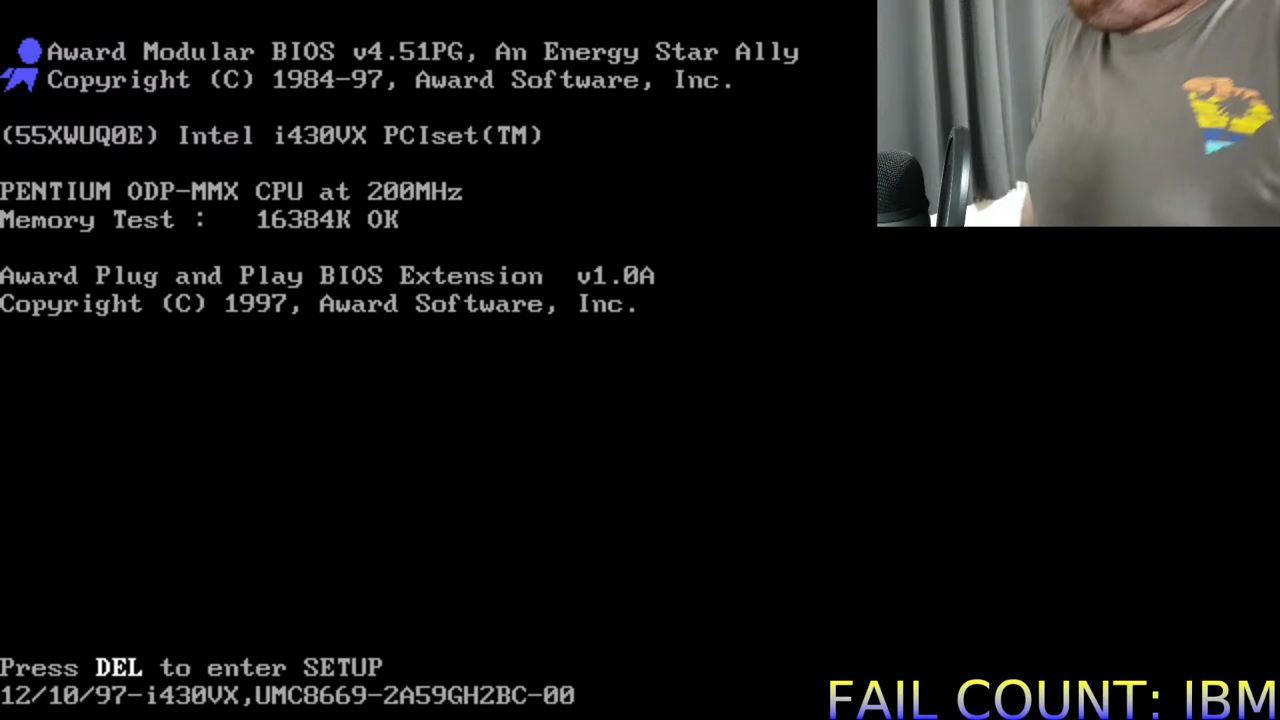 Award Modular BIOS v4.51PG, An Energy Star Ally
Copyright (C) 1984-97, Award Software, Inc.
(55XWUQ0E) Intel i430VX PCIset(TM)
PENTIUM ODP-MMX CPU at 200MHz
Memory Test :   16384K OK
Award Plug and Play BIOS Extension  v1.0A
Copyright (C) 1997, Award Software, Inc.
Press DEL to enter SETUP
12/10/97-i430VX,UMC8669-2A59GH2BC-00
FAIL COUNT: IBM